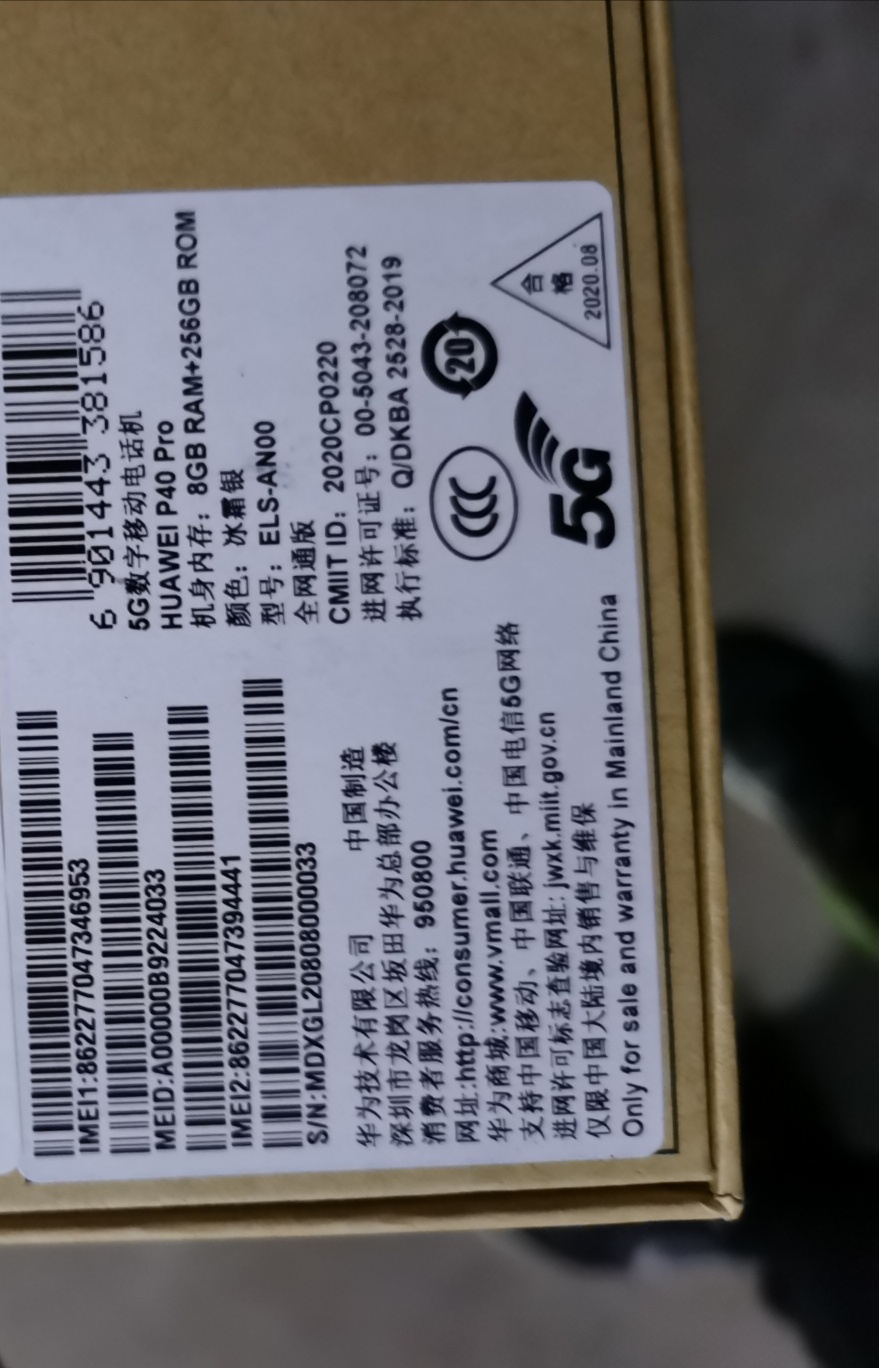 IMEI1:862277047346953
MEID:A00000B9224033
IMEI2:862277047394441
S/N:MDXGL20808000033
华为技术有限公司 中国制造
深圳市龙岗区坂田华为总部办公楼
消费者服务热线：950800
网址:http://consumer.huawei.com/cn
华为商城:www.vmall.com
支持中国移动、中国联通、中国电信5G网络
进网许可标志查验网址: jwxk.miit.gov.cn
仅限中国大陆境内销售与维保
Only for sale and warranty in Mainland China
6 901443 381586
5G数字移动电话机
HUAWEI P40 Pro
机身内存：8GB RAM+256GB ROM
颜色：冰霜银
型号：ELS-AN00
全网通版
CMIIT ID：2020CP0220
进网许可证号：00-5043-208072
执行标准：Q/DKBA 2528-2019
CCC
20
5G
合格
2020.08